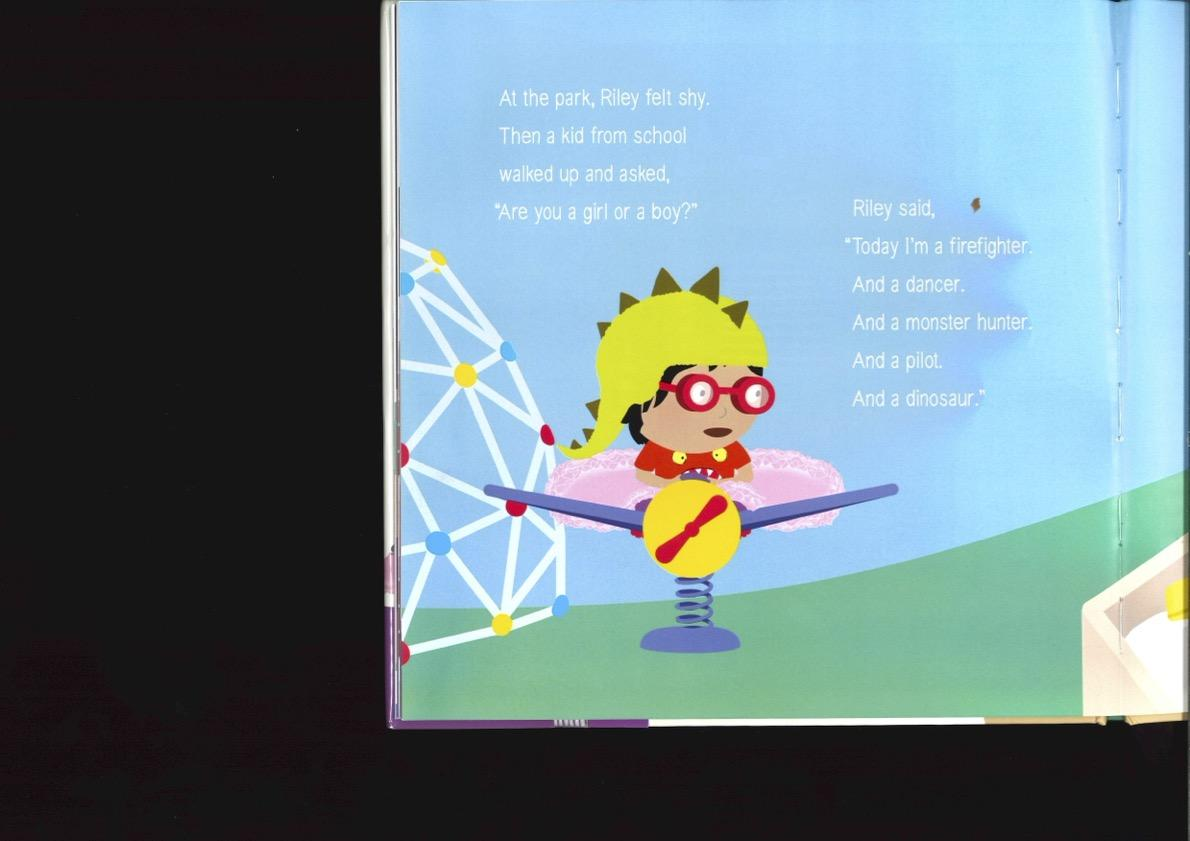 At the park, Riley felt shy.
Then a kid from school
walked up and asked,
“Are you a girl or a boy?”
Riley said,
“Today I’m a firefighter.
And a dancer.
And a monster hunter.
And a pilot.
And a dinosaur.”